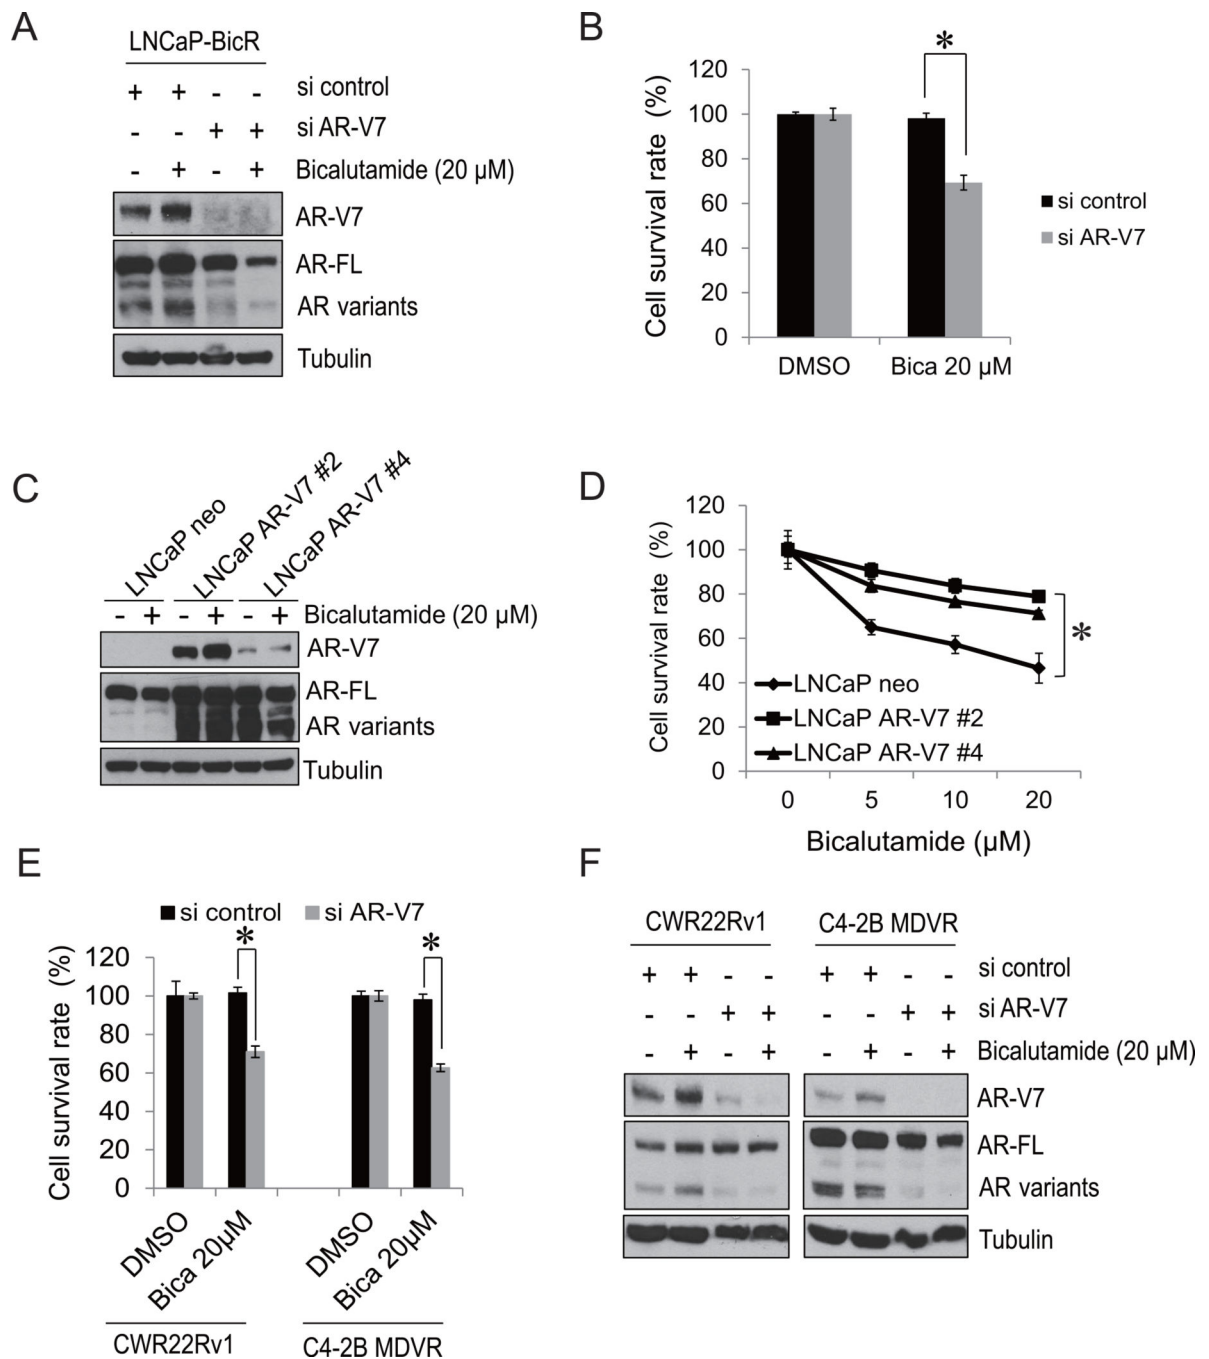 A
LNCaP-BicR
+ + - - si control
- - + + si AR-V7
- + - + Bicalutamide (20 µM)
AR-V7
AR-FL
AR variants
Tubulin
B
*
Cell survival rate (%)
120
100
80
60
40
20
0
DMSO Bica 20 µM
si control
si AR-V7
C
LNCaP neo
LNCaP AR-V7 #2
LNCaP AR-V7 #4
- + - + - + Bicalutamide (20 µM)
AR-V7
AR-FL
AR variants
Tubulin
D
Cell survival rate (%)
120
100
80
60
40
20
0
*
LNCaP neo
LNCaP AR-V7 #2
LNCaP AR-V7 #4
0 5 10 20
Bicalutamide (µM)
E
si control si AR-V7
* *
Cell survival rate (%)
120
100
80
60
40
20
0
DMSO
Bica 20µM
DMSO
Bica 20µM
CWR22Rv1 C4-2B MDVR
F
CWR22Rv1 C4-2B MDVR
+ + - - + + - - si control
- - + + - - + + si AR-V7
- + - + - + - + Bicalutamide (20 µM)
AR-V7
AR-FL
AR variants
Tubulin